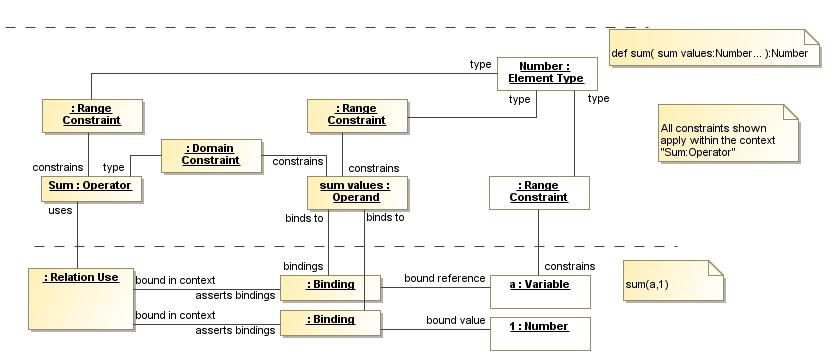 def sum( sum values:Number... ):Number
type
Number :
Element Type
type
type
: Range
Constraint
: Range
Constraint
All constraints shown
apply within the context
"Sum:Operator"
: Domain
Constraint
constrains
type
constrains
constrains
Sum : Operator
sum values :
Operand
: Range
Constraint
uses
binds to
binds to
bindings
constrains
: Relation Use
bound in context
asserts bindings
: Binding
bound reference
a : Variable
sum(a,1)
bound in context
asserts bindings
: Binding
bound value
1 : Number